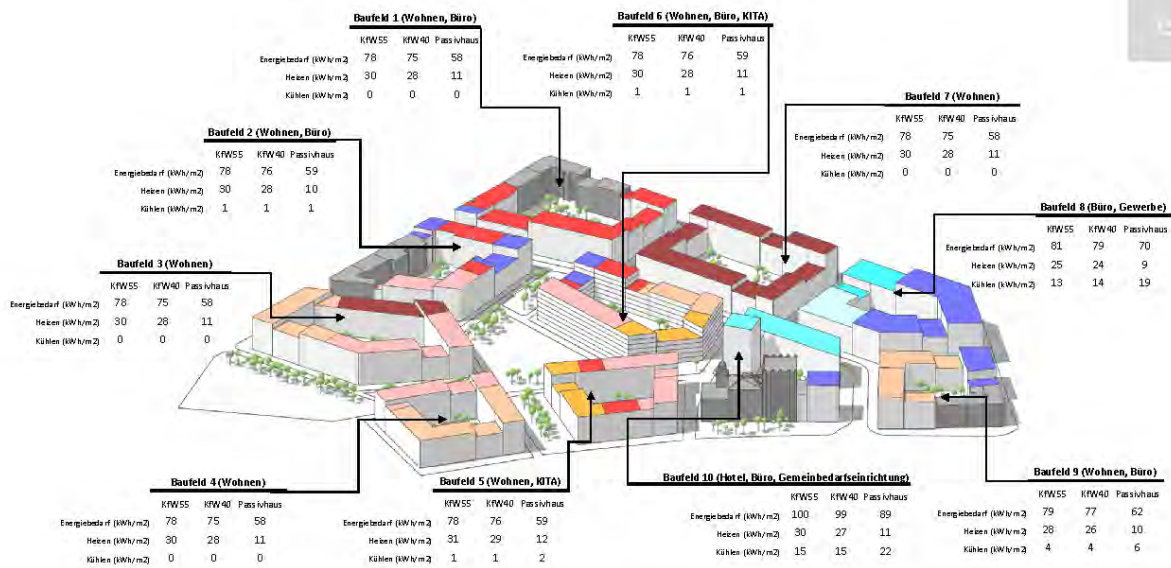 Baufeld 1 (Wohnen, Büro)
KfW55 KfW40 Passivhaus
Energiebedarf (kWh/m2) 78 75 58
Heizen (kWh/m2) 30 28 11
Kühlen (kWh/m2) 0 0 0
Baufeld 6 (Wohnen, Büro, KITA)
KfW55 KfW40 Passivhaus
Energiebedarf (kWh/m2) 78 76 59
Heizen (kWh/m2) 30 28 11
Kühlen (kWh/m2) 1 1 1
Baufeld 7 (Wohnen)
KfW55 KfW40 Passivhaus
Energiebedarf (kWh/m2) 78 75 58
Heizen (kWh/m2) 30 28 11
Kühlen (kWh/m2) 0 0 0
Baufeld 2 (Wohnen, Büro)
KfW55 KfW40 Passivhaus
Energiebedarf (kWh/m2) 78 76 59
Heizen (kWh/m2) 30 28 10
Kühlen (kWh/m2) 1 1 1
Baufeld 8 (Büro, Gewerbe)
KfW55 KfW40 Passivhaus
Energiebedarf (kWh/m2) 81 79 70
Heizen (kWh/m2) 25 24 9
Kühlen (kWh/m2) 13 14 19
Baufeld 3 (Wohnen)
KfW55 KfW40 Passivhaus
Energiebedarf (kWh/m2) 78 75 58
Heizen (kWh/m2) 30 28 11
Kühlen (kWh/m2) 0 0 0
Baufeld 4 (Wohnen)
KfW55 KfW40 Passivhaus
Energiebedarf (kWh/m2) 78 75 58
Heizen (kWh/m2) 30 28 11
Kühlen (kWh/m2) 0 0 0
Baufeld 5 (Wohnen, KITA)
KfW55 KfW40 Passivhaus
Energiebedarf (kWh/m2) 78 76 59
Heizen (kWh/m2) 31 29 12
Kühlen (kWh/m2) 1 1 2
Baufeld 10 (Hotel, Büro, Gemeinbedarfseinrichtung)
KfW55 KfW40 Passivhaus
Energiebedarf (kWh/m2) 100 99 89
Heizen (kWh/m2) 30 27 11
Kühlen (kWh/m2) 15 15 22
Baufeld 9 (Wohnen, Büro)
KfW55 KfW40 Passivhaus
Energiebedarf (kWh/m2) 79 77 62
Heizen (kWh/m2) 28 26 10
Kühlen (kWh/m2) 4 4 6